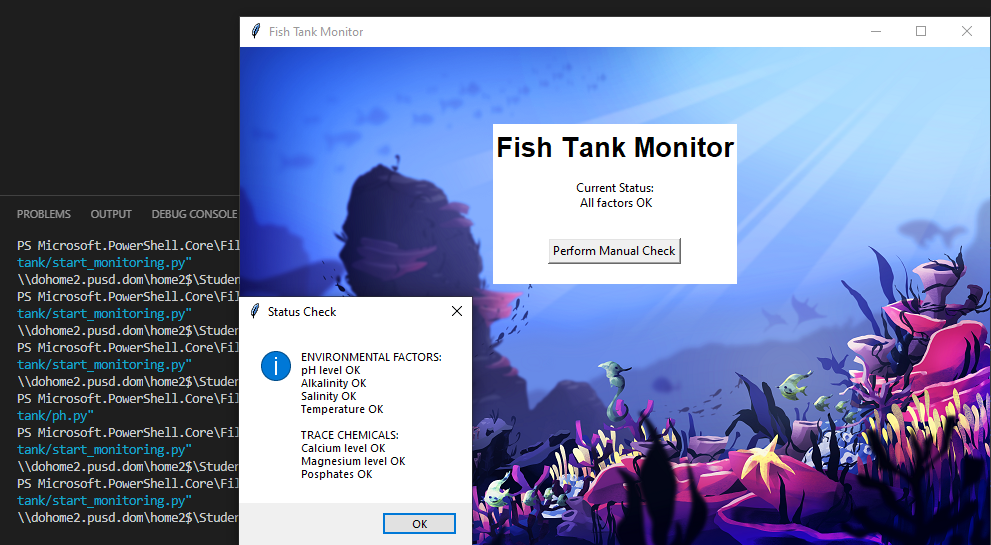 Fish Tank Monitor
Fish Tank Monitor
Current Status:
All factors OK
Perform Manual Check
PROBLEMS OUTPUT DEBUG CONSOLE
PS Microsoft.PowerShell.Core\Fil
tank/start_monitoring.py"
\\dohome2.pusd.dom\home2$\Studen
PS Microsoft.PowerShell.Core\Fil
tank/start_monitoring.py"
\\dohome2.pusd.dom\home2$\Studen
PS Microsoft.PowerShell.Core\Fil
tank/start_monitoring.py"
\\dohome2.pusd.dom\home2$\Studen
PS Microsoft.PowerShell.Core\Fil
tank/ph.py"
PS Microsoft.PowerShell.Core\Fil
tank/start_monitoring.py"
\\dohome2.pusd.dom\home2$\Studen
PS Microsoft.PowerShell.Core\Fil
tank/start_monitoring.py"
\\dohome2.pusd.dom\home2$\Studen
Status Check
ENVIRONMENTAL FACTORS:
pH level OK
Alkalinity OK
Salinity OK
Temperature OK
TRACE CHEMICALS:
Calcium level OK
Magnesium level OK
Posphates OK
OK